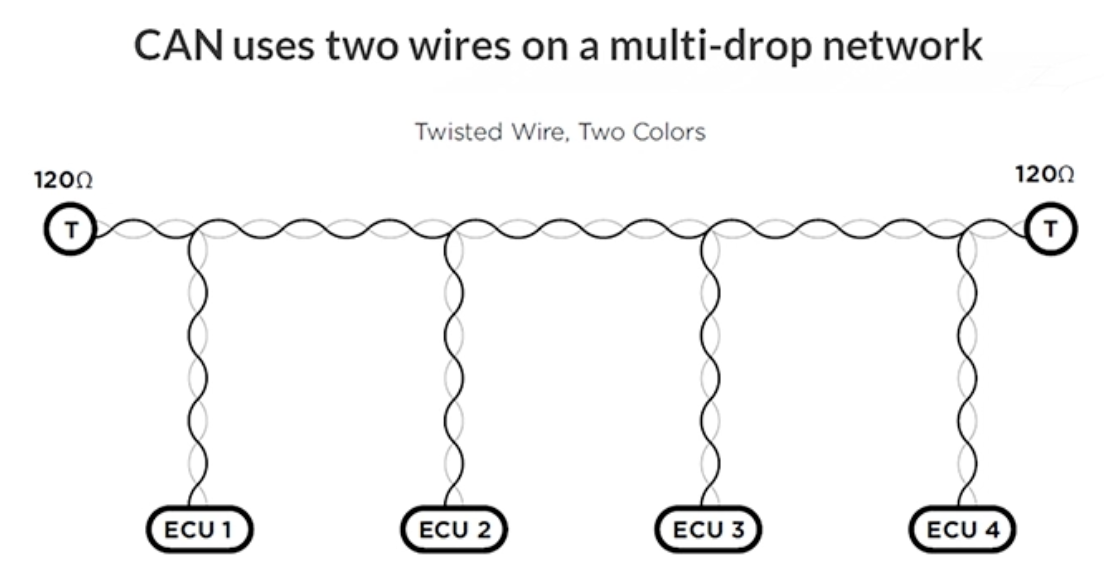 CAN uses two wires on a multi-drop network
Twisted Wire, Two Colors
120Ω
120Ω
T
T
ECU 1
ECU 2
ECU 3
ECU 4